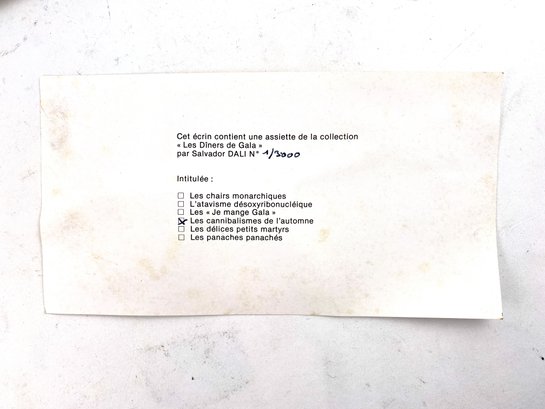 Cet écrin contient une assiette de la collection
« Les Dîners de Gala »
par Salvador DALI N° 1/3000
Intitulée :
☐ Les chairs monarchiques
☐ L'atavisme désoxyribonucléique
☐ Les « Je mange Gala »
☒ Les cannibalismes de l'automne
☐ Les délices petits martyrs
☐ Les panaches panachés